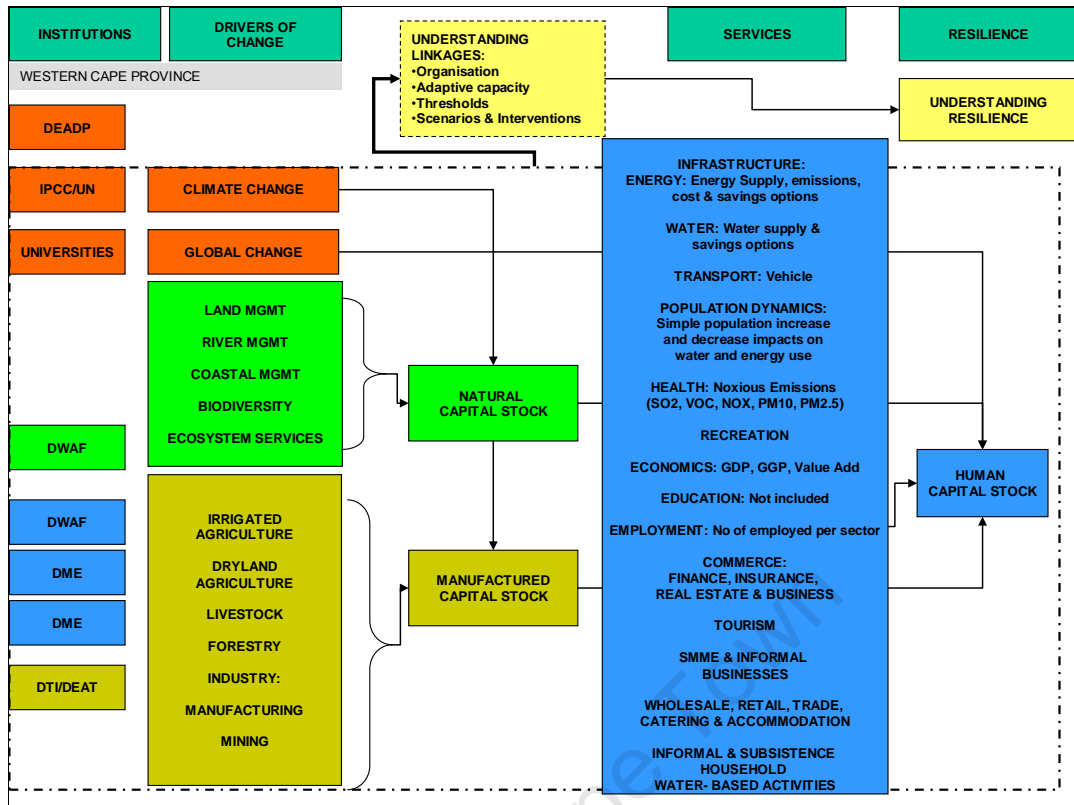 INSTITUTIONS
DRIVERS OF
CHANGE
SERVICES
RESILIENCE
WESTERN CAPE PROVINCE
UNDERSTANDING
LINKAGES:
•Organisation
•Adaptive capacity
•Thresholds
•Scenarios & Interventions
UNDERSTANDING
RESILIENCE
DEADP
IPCC/UN
UNIVERSITIES
DWAF
DWAF
DME
DME
DTI/DEAT
CLIMATE CHANGE
GLOBAL CHANGE
LAND MGMT
RIVER MGMT
COASTAL MGMT
BIODIVERSITY
ECOSYSTEM SERVICES
IRRIGATED
AGRICULTURE
DRYLAND
AGRICULTURE
LIVESTOCK
FORESTRY
INDUSTRY:
MANUFACTURING
MINING
NATURAL
CAPITAL STOCK
MANUFACTURED
CAPITAL STOCK
INFRASTRUCTURE:
ENERGY: Energy Supply, emissions,
cost & savings options
WATER: Water supply &
savings options
TRANSPORT: Vehicle
POPULATION DYNAMICS:
Simple population increase
and decrease impacts on
water and energy use
HEALTH: Noxious Emissions
(SO2, VOC, NOX, PM10, PM2.5)
RECREATION
ECONOMICS: GDP, GGP, Value Add
EDUCATION: Not included
EMPLOYMENT: No of employed per sector
COMMERCE:
FINANCE, INSURANCE,
REAL ESTATE & BUSINESS
TOURISM
SMME & INFORMAL
BUSINESSES
WHOLESALE, RETAIL, TRADE,
CATERING & ACCOMMODATION
INFORMAL & SUBSISTENCE
HOUSEHOLD
WATER- BASED ACTIVITIES
HUMAN
CAPITAL STOCK
Town